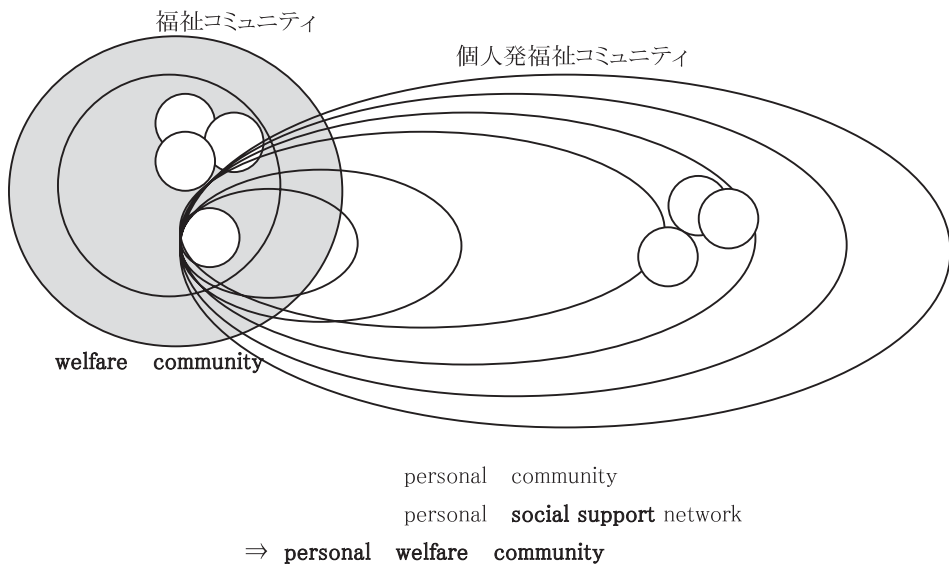 福祉コミュニティ
個人発福祉コミュニティ
welfare community
personal community
personal social support network
⇒ personal welfare community